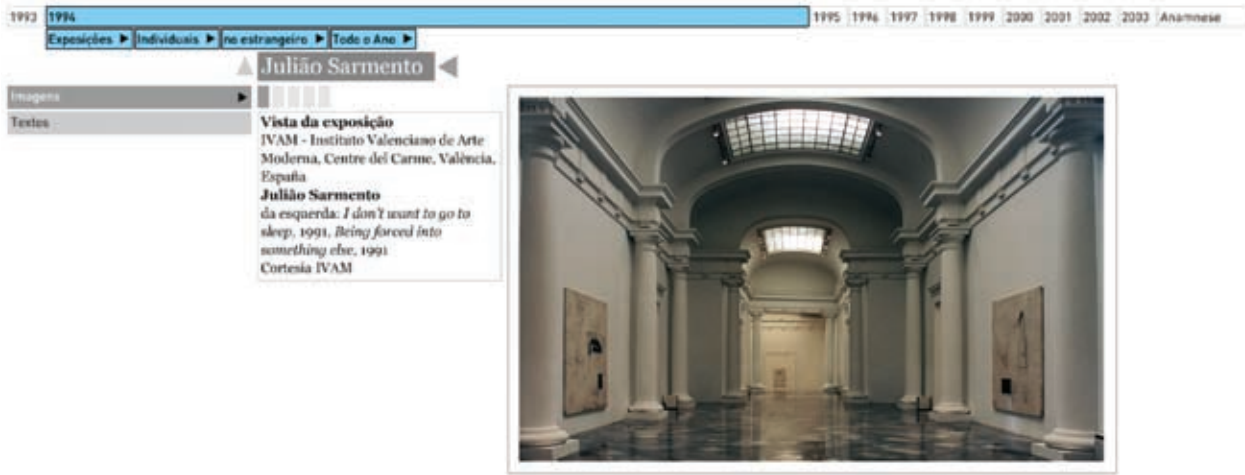 1993 1994 1995 1996 1997 1998 1999 2000 2001 2002 2003 Anamnese
Exposições Individuais no estrangeiro Todo o Ano
Julião Sarmento
Imagens
Textos
Vista da exposição
IVAM - Instituto Valenciano de Arte
Moderna, Centre del Carme, València,
España
Julião Sarmento
da esquerda: I don't want to go to
sleep, 1991, Being forced into
something else, 1991
Cortesia IVAM